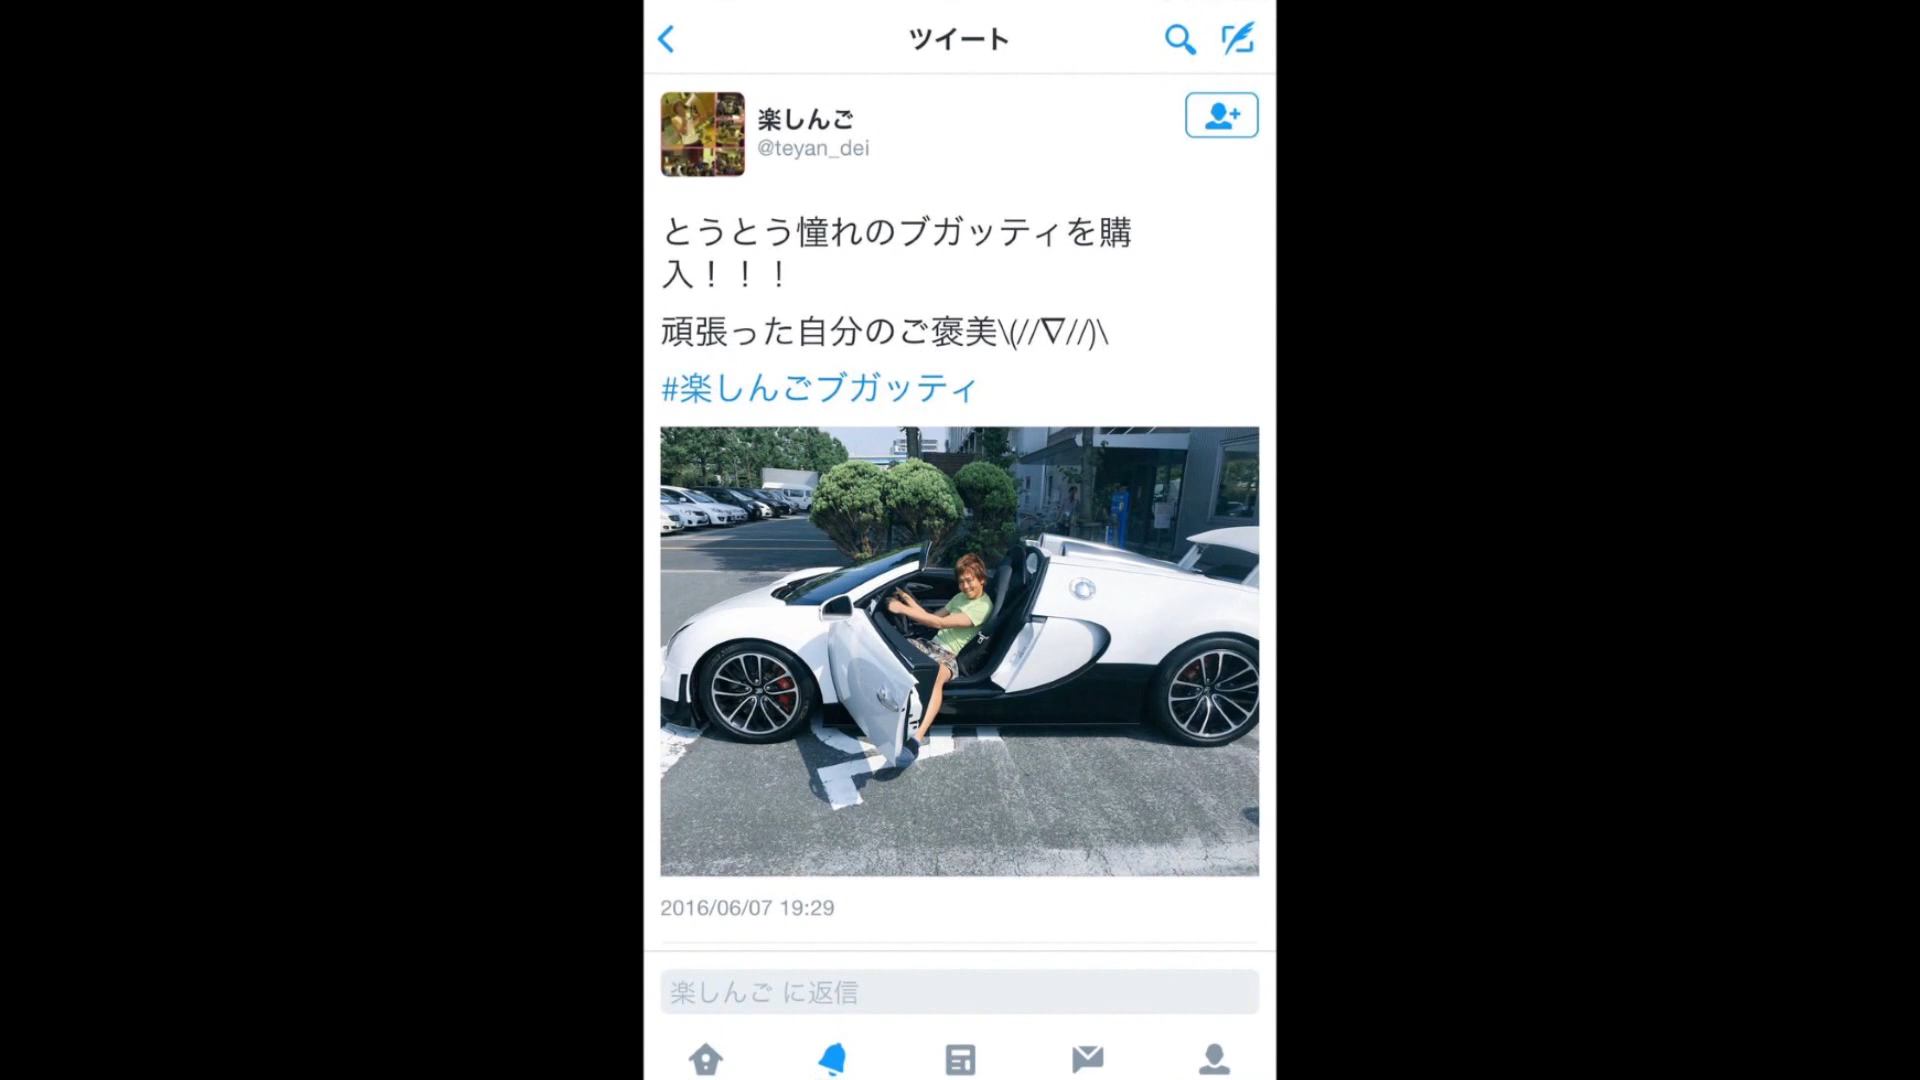 ツイート
楽しんご
@teyan_dei
とうとう憧れのブガッティを購
入！！！
頑張った自分のご褒美\(//∇//)\
#楽しんごブガッティ
2016/06/07 19:29
楽しんご に返信